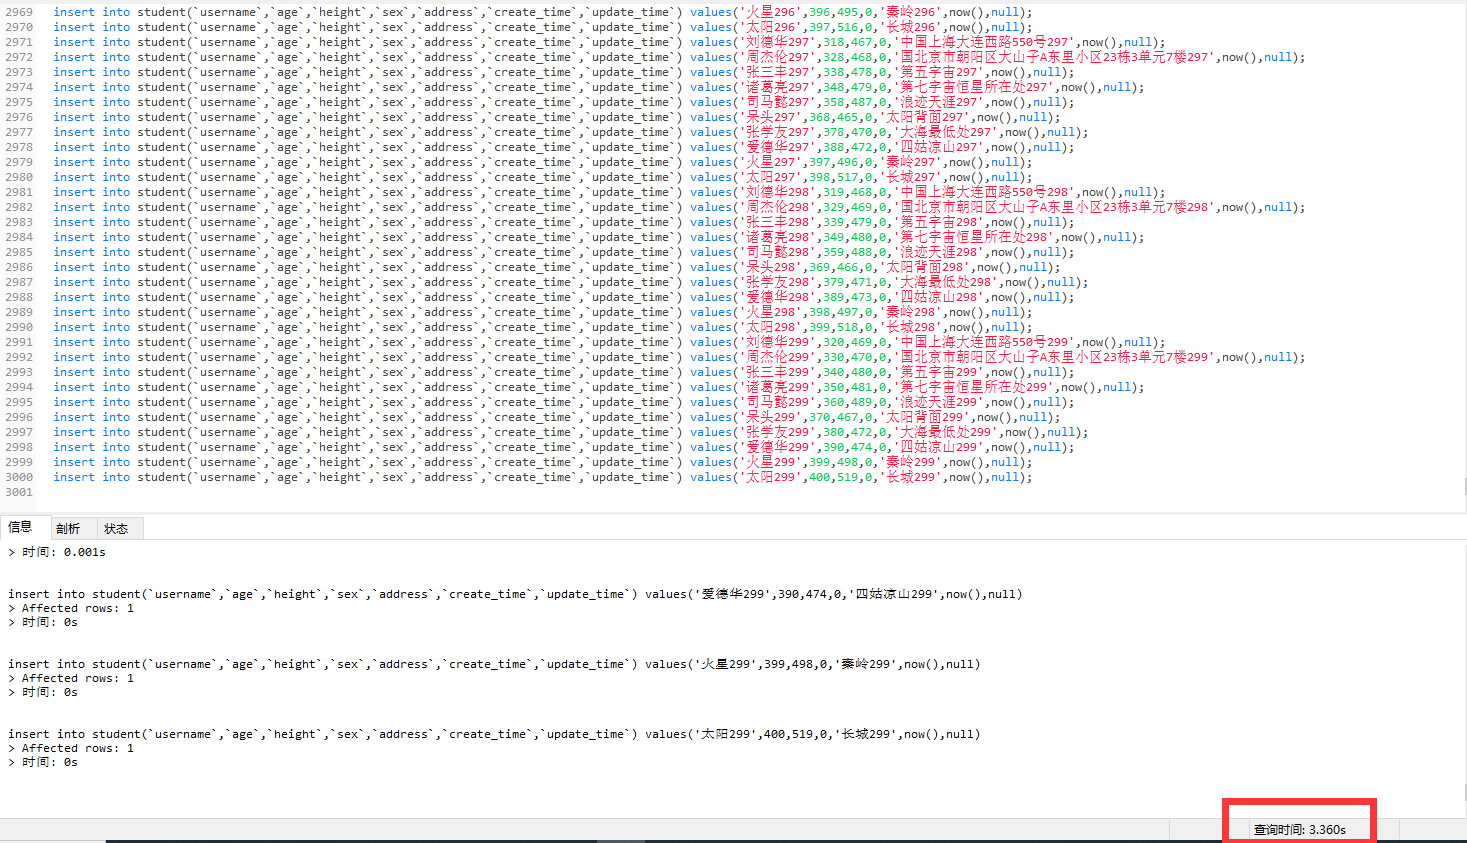 2969 insert into student(`username`,`age`,`height`,`sex`,`address`,`create_time`,`update_time`) values('火星296',396,495,0,'秦岭296',now(),null);
2970 insert into student(`username`,`age`,`height`,`sex`,`address`,`create_time`,`update_time`) values('太阳296',397,516,0,'长城296',now(),null);
2971 insert into student(`username`,`age`,`height`,`sex`,`address`,`create_time`,`update_time`) values('刘德华297',318,467,0,'中国上海大连西路550号297',now(),null);
2972 insert into student(`username`,`age`,`height`,`sex`,`address`,`create_time`,`update_time`) values('周杰伦297',328,468,0,'国北京市朝阳区大山子A东里小区23栋3单元7楼297',now(),null);
2973 insert into student(`username`,`age`,`height`,`sex`,`address`,`create_time`,`update_time`) values('张三丰297',338,478,0,'第五宇宙297',now(),null);
2974 insert into student(`username`,`age`,`height`,`sex`,`address`,`create_time`,`update_time`) values('诸葛亮297',348,479,0,'第七宇宙恒星所在处297',now(),null);
2975 insert into student(`username`,`age`,`height`,`sex`,`address`,`create_time`,`update_time`) values('司马懿297',358,487,0,'浪迹天涯297',now(),null);
2976 insert into student(`username`,`age`,`height`,`sex`,`address`,`create_time`,`update_time`) values('呆头297',368,465,0,'太阳背面297',now(),null);
2977 insert into student(`username`,`age`,`height`,`sex`,`address`,`create_time`,`update_time`) values('张学友297',378,470,0,'大海最低处297',now(),null);
2978 insert into student(`username`,`age`,`height`,`sex`,`address`,`create_time`,`update_time`) values('爱德华297',388,472,0,'四姑凉山297',now(),null);
2979 insert into student(`username`,`age`,`height`,`sex`,`address`,`create_time`,`update_time`) values('火星297',397,496,0,'秦岭297',now(),null);
2980 insert into student(`username`,`age`,`height`,`sex`,`address`,`create_time`,`update_time`) values('太阳297',398,517,0,'长城297',now(),null);
2981 insert into student(`username`,`age`,`height`,`sex`,`address`,`create_time`,`update_time`) values('刘德华298',319,468,0,'中国上海大连西路550号298',now(),null);
2982 insert into student(`username`,`age`,`height`,`sex`,`address`,`create_time`,`update_time`) values('周杰伦298',329,469,0,'国北京市朝阳区大山子A东里小区23栋3单元7楼298',now(),null);
2983 insert into student(`username`,`age`,`height`,`sex`,`address`,`create_time`,`update_time`) values('张三丰298',339,479,0,'第五宇宙298',now(),null);
2984 insert into student(`username`,`age`,`height`,`sex`,`address`,`create_time`,`update_time`) values('诸葛亮298',349,480,0,'第七宇宙恒星所在处298',now(),null);
2985 insert into student(`username`,`age`,`height`,`sex`,`address`,`create_time`,`update_time`) values('司马懿298',359,488,0,'浪迹天涯298',now(),null);
2986 insert into student(`username`,`age`,`height`,`sex`,`address`,`create_time`,`update_time`) values('呆头298',369,466,0,'太阳背面298',now(),null);
2987 insert into student(`username`,`age`,`height`,`sex`,`address`,`create_time`,`update_time`) values('张学友298',379,471,0,'大海最低处298',now(),null);
2988 insert into student(`username`,`age`,`height`,`sex`,`address`,`create_time`,`update_time`) values('爱德华298',389,473,0,'四姑凉山298',now(),null);
2989 insert into student(`username`,`age`,`height`,`sex`,`address`,`create_time`,`update_time`) values('火星298',398,497,0,'秦岭298',now(),null);
2990 insert into student(`username`,`age`,`height`,`sex`,`address`,`create_time`,`update_time`) values('太阳298',399,518,0,'长城298',now(),null);
2991 insert into student(`username`,`age`,`height`,`sex`,`address`,`create_time`,`update_time`) values('刘德华299',320,469,0,'中国上海大连西路550号299',now(),null);
2992 insert into student(`username`,`age`,`height`,`sex`,`address`,`create_time`,`update_time`) values('周杰伦299',330,470,0,'国北京市朝阳区大山子A东里小区23栋3单元7楼299',now(),null);
2993 insert into student(`username`,`age`,`height`,`sex`,`address`,`create_time`,`update_time`) values('张三丰299',340,480,0,'第五宇宙299',now(),null);
2994 insert into student(`username`,`age`,`height`,`sex`,`address`,`create_time`,`update_time`) values('诸葛亮299',350,481,0,'第七宇宙恒星所在处299',now(),null);
2995 insert into student(`username`,`age`,`height`,`sex`,`address`,`create_time`,`update_time`) values('司马懿299',360,489,0,'浪迹天涯299',now(),null);
2996 insert into student(`username`,`age`,`height`,`sex`,`address`,`create_time`,`update_time`) values('呆头299',370,467,0,'太阳背面299',now(),null);
2997 insert into student(`username`,`age`,`height`,`sex`,`address`,`create_time`,`update_time`) values('张学友299',380,472,0,'大海最低处299',now(),null);
2998 insert into student(`username`,`age`,`height`,`sex`,`address`,`create_time`,`update_time`) values('爱德华299',390,474,0,'四姑凉山299',now(),null);
2999 insert into student(`username`,`age`,`height`,`sex`,`address`,`create_time`,`update_time`) values('火星299',399,498,0,'秦岭299',now(),null);
3000 insert into student(`username`,`age`,`height`,`sex`,`address`,`create_time`,`update_time`) values('太阳299',400,519,0,'长城299',now(),null);
3001
信息 剖析 状态
> 时间: 0.001s
insert into student(`username`,`age`,`height`,`sex`,`address`,`create_time`,`update_time`) values('爱德华299',390,474,0,'四姑凉山299',now(),null)
> Affected rows: 1
> 时间: 0s
insert into student(`username`,`age`,`height`,`sex`,`address`,`create_time`,`update_time`) values('火星299',399,498,0,'秦岭299',now(),null)
> Affected rows: 1
> 时间: 0s
insert into student(`username`,`age`,`height`,`sex`,`address`,`create_time`,`update_time`) values('太阳299',400,519,0,'长城299',now(),null)
> Affected rows: 1
> 时间: 0s
查询时间: 3.360s